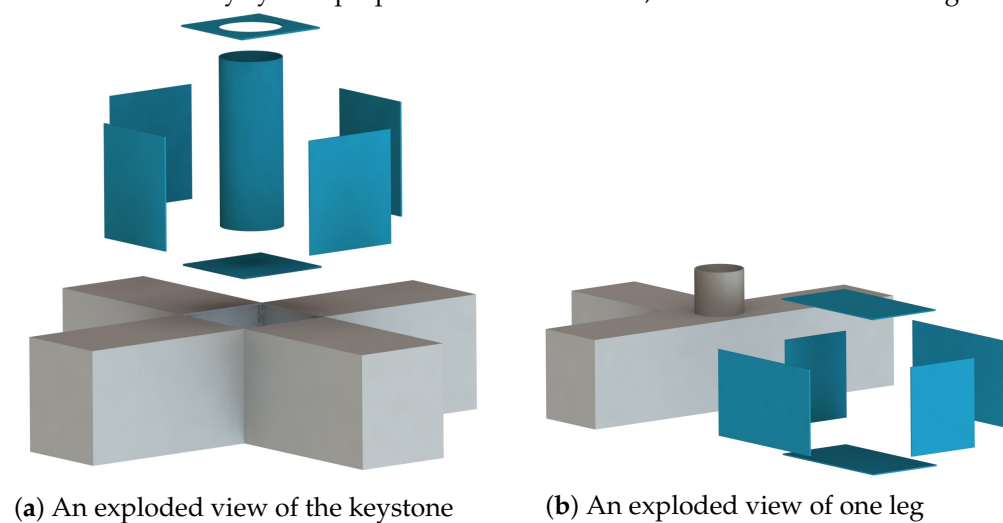 (a) An exploded view of the keystone
(b) An exploded view of one leg